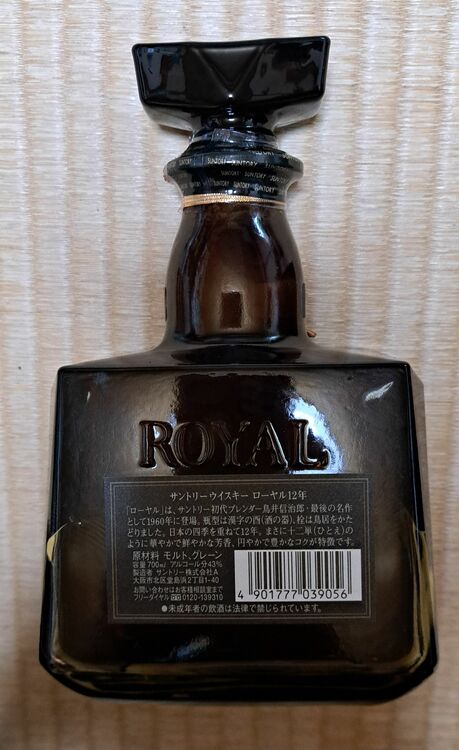 SUNTORY SUNTORY SUNTORY
SUNTORY SUNTORY SUNTORY
ROYAL
サントリーウイスキー ローヤル12年
「ローヤル」は、サントリー初代ブレンダー鳥井信治郎・最後の名作
として1960年に登場。瓶型は漢字の酉(酒の器)、栓は鳥居をかた
どりました。日本の四季を重ねて12年。まさに十二単(ひとえ)の
ように華やかで鮮やかな芳香、円やかで豊かなコクが特徴です。
原材料 モルト、グレーン
容量 700ml アルコール分43%
製造者 サントリー株式会社A
大阪市北区堂島浜2丁目1-40
お問い合わせはお客様相談室まで
フリーダイヤル 0120-139310
4 901777 039056
●未成年者の飲酒は法律で禁じられています。